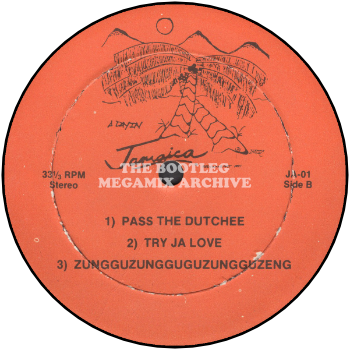 A DAY IN
Jamaica
THE BOOTLEG
MEGAMIX ARCHIVE
33⅓ RPM
Stereo
JA-01
Side B
1) PASS THE DUTCHEE
2) TRY JA LOVE
3) ZUNGGUZUNGGUGUZUNGGUZENG